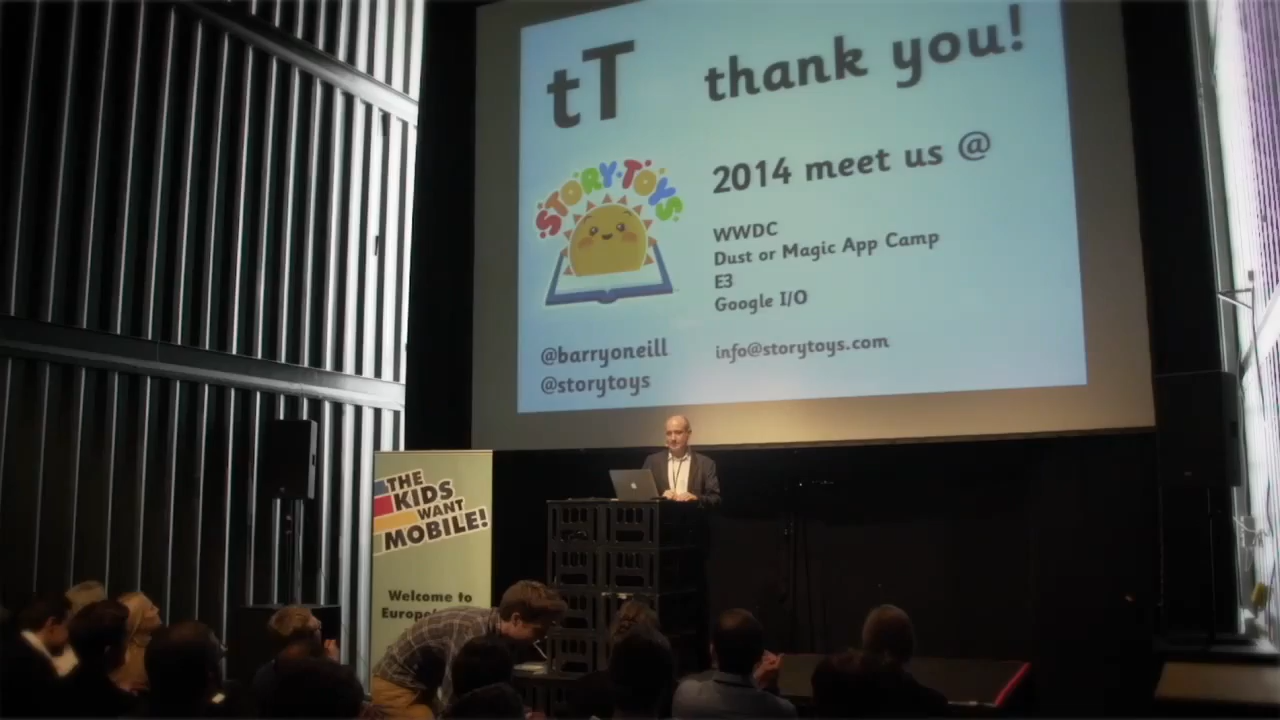 tT
thank you!
STORY·TOYS
2014 meet us @
WWDC
Dust or Magic App Camp
E3
Google I/O
@barryoneill
@storytoys
info@storytoys.com
THE
KIDS
WANT
MOBILE!
Welcome to